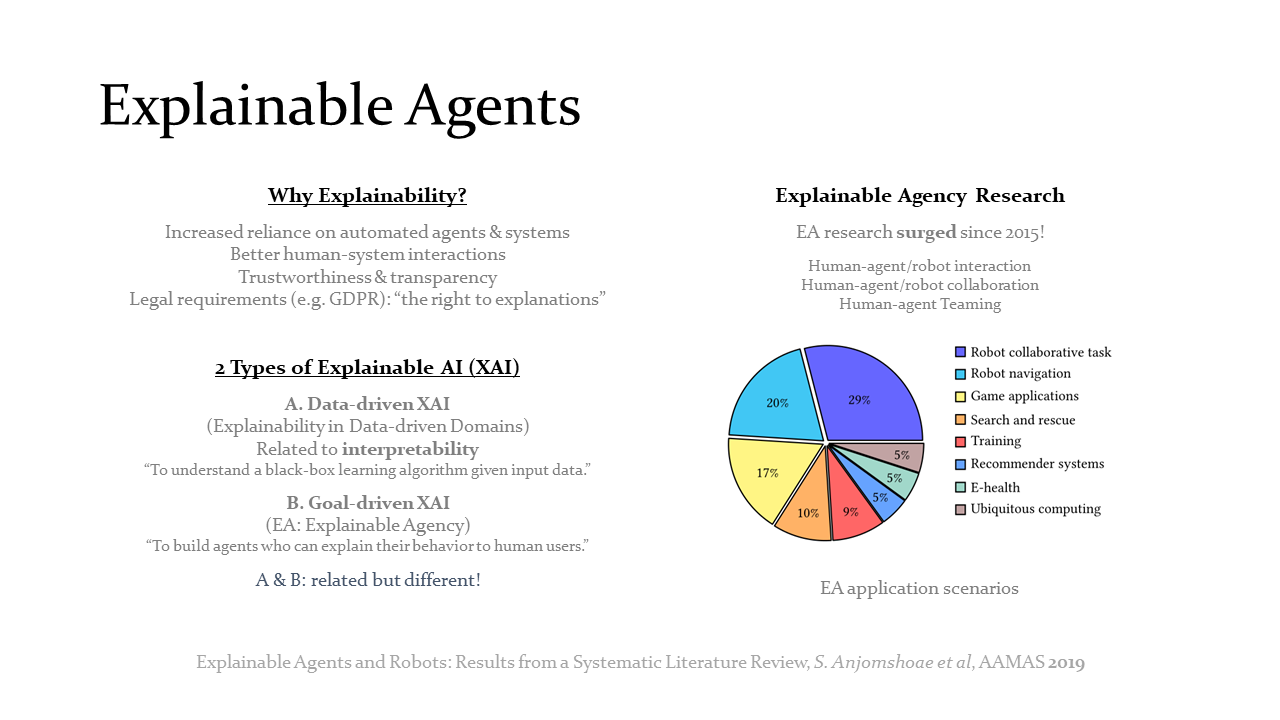 Explainable Agents
Why Explainability?
Increased reliance on automated agents & systems
Better human-system interactions
Trustworthiness & transparency
Legal requirements (e.g. GDPR): “the right to explanations”
2 Types of Explainable AI (XAI)
A. Data-driven XAI
(Explainability in Data-driven Domains)
Related to interpretability
“To understand a black-box learning algorithm given input data.”
B. Goal-driven XAI
(EA: Explainable Agency)
“To build agents who can explain their behavior to human users.”
A & B: related but different!
Explainable Agency Research
EA research surged since 2015!
Human-agent/robot interaction
Human-agent/robot collaboration
Human-agent Teaming
29%
20%
17%
10%
9%
5%
5%
5%
Robot collaborative task
Robot navigation
Game applications
Search and rescue
Training
Recommender systems
E-health
Ubiquitous computing
EA application scenarios
Explainable Agents and Robots: Results from a Systematic Literature Review, S. Anjomshoae et al, AAMAS 2019